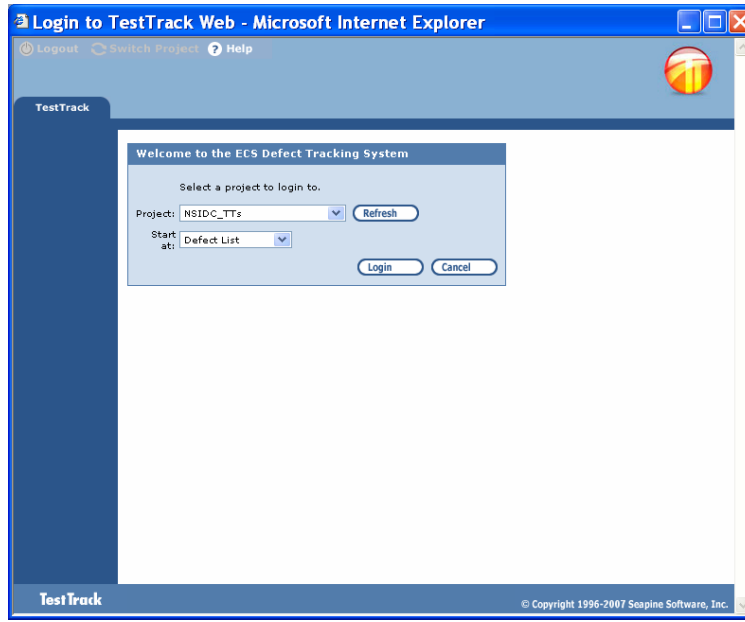 Login to TestTrack Web - Microsoft Internet Explorer
Logout Switch Project ? Help
TestTrack
Welcome to the ECS Defect Tracking System
Select a project to login to.
Project: NSIDC_TTs Refresh
Start at: Defect List
Login Cancel
TestTrack
© Copyright 1996-2007 Seapine Software, Inc.